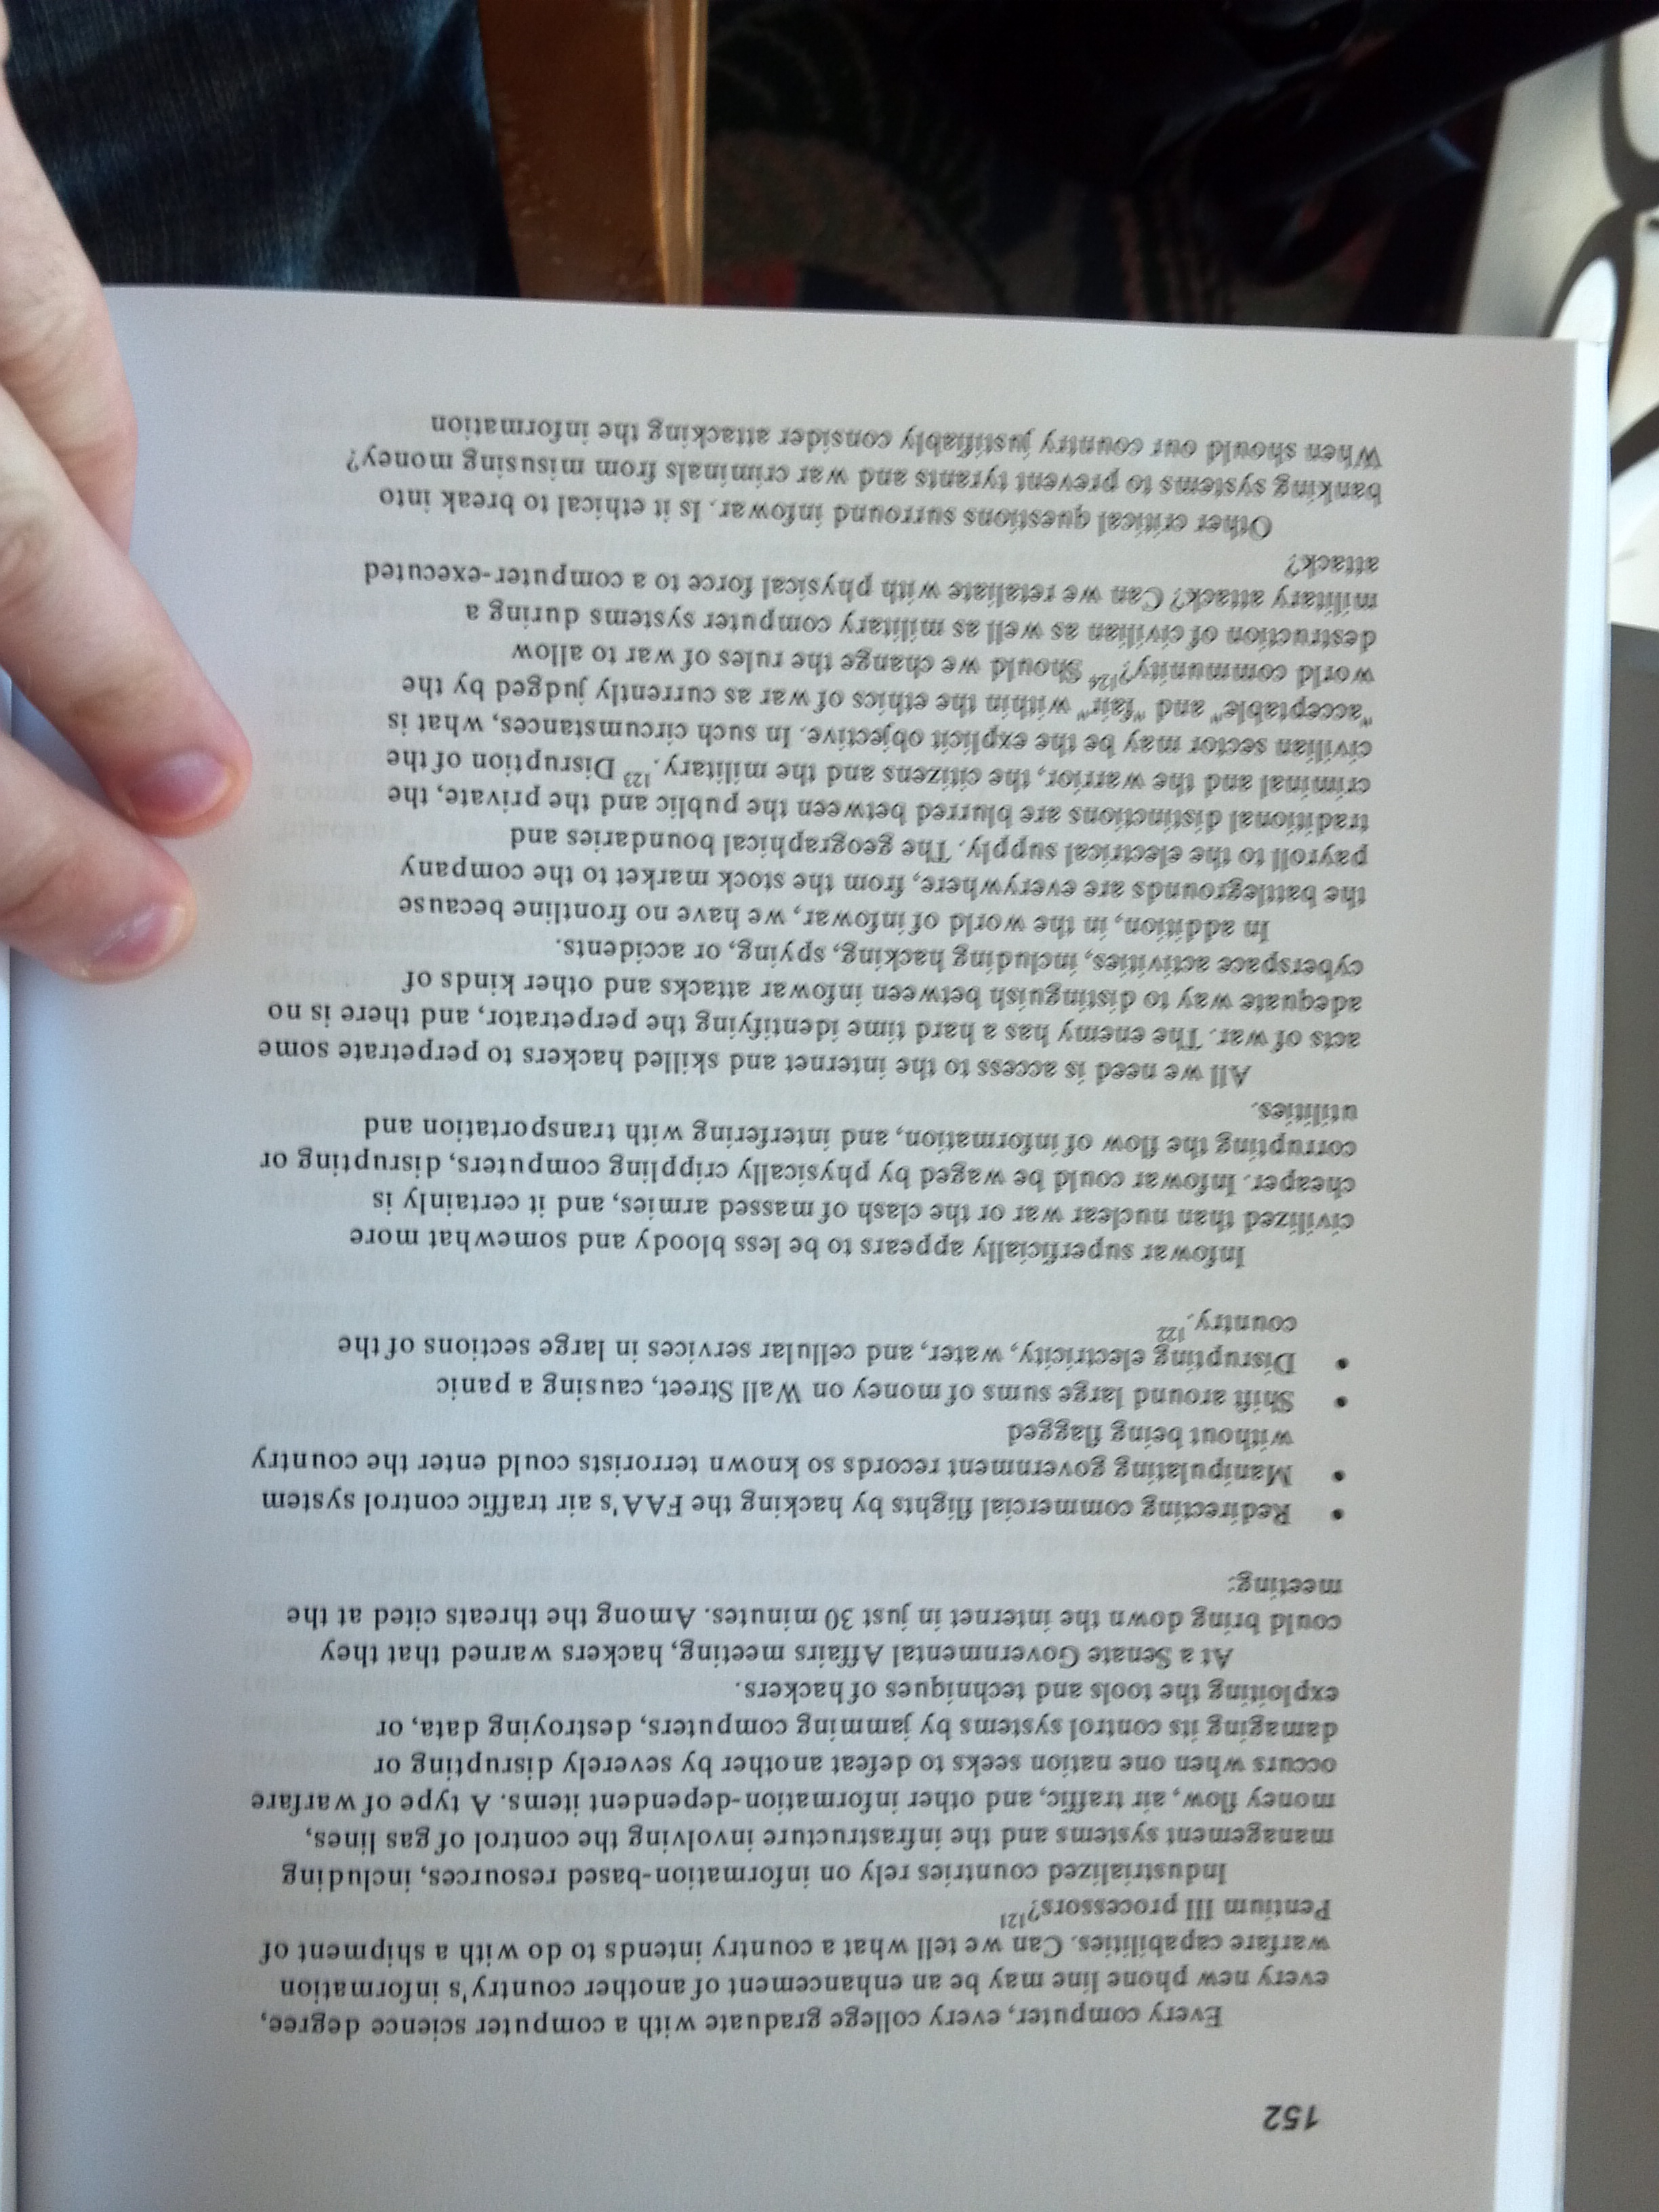 152
Every computer, every college graduate with a computer science degree,
every new phone line may be an enhancement of another country's information
warfare capabilities. Can we tell what a country intends to do with a shipment of
Pentium III processors?121
Industrialized countries rely on information-based resources, including
management systems and the infrastructure involving the control of gas lines,
money flow, air traffic, and other information-dependent items. A type of warfare
occurs when one nation seeks to defeat another by severely disrupting or
damaging its control systems by jamming computers, destroying data, or
exploiting the tools and techniques of hackers.
At a Senate Governmental Affairs meeting, hackers warned that they
could bring down the internet in just 30 minutes. Among the threats cited at the
meeting:
• Redirecting commercial flights by hacking the FAA's air traffic control system
• Manipulating government records so known terrorists could enter the country
without being flagged
• Shift around large sums of money on Wall Street, causing a panic
• Disrupting electricity, water, and cellular services in large sections of the
country.122
Infowar superficially appears to be less bloody and somewhat more
civilized than nuclear war or the clash of massed armies, and it certainly is
cheaper. Infowar could be waged by physically crippling computers, disrupting or
corrupting the flow of information, and interfering with transportation and
utilities.
All we need is access to the internet and skilled hackers to perpetrate some
acts of war. The enemy has a hard time identifying the perpetrator, and there is no
adequate way to distinguish between infowar attacks and other kinds of
cyberspace activities, including hacking, spying, or accidents.
In addition, in the world of infowar, we have no frontline because
the battlegrounds are everywhere, from the stock market to the company
payroll to the electrical supply. The geographical boundaries and
traditional distinctions are blurred between the public and the private, the
criminal and the warrior, the citizens and the military.123 Disruption of the
civilian sector may be the explicit objective. In such circumstances, what is
"acceptable" and "fair" within the ethics of war as currently judged by the
world community?124 Should we change the rules of war to allow
destruction of civilian as well as military computer systems during a
military attack? Can we retaliate with physical force to a computer-executed
attack?
Other critical questions surround infowar. Is it ethical to break into
banking systems to prevent tyrants and war criminals from misusing money?
When should our country justifiably consider attacking the information